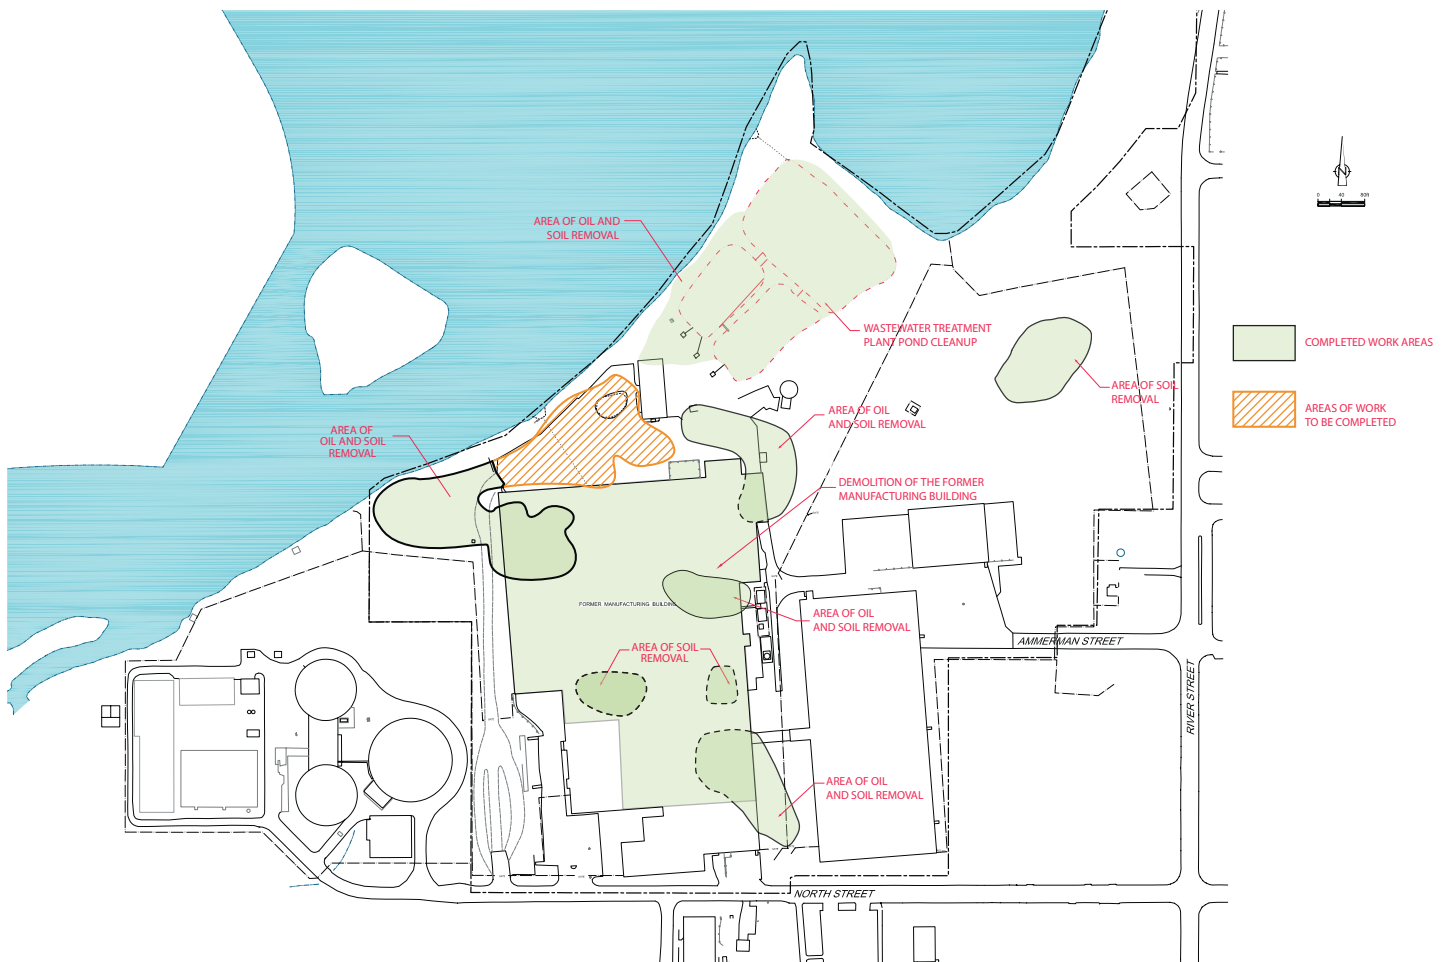 N
0 40 80ft
AREA OF OIL AND
SOIL REMOVAL
WASTEWATER TREATMENT
PLANT POND CLEANUP
COMPLETED WORK AREAS
AREA OF SOIL
REMOVAL
AREAS OF WORK
TO BE COMPLETED
AREA OF OIL
AND SOIL REMOVAL
AREA OF
OIL AND SOIL
REMOVAL
DEMOLITION OF THE FORMER
MANUFACTURING BUILDING
FORMER MANUFACTURING BUILDING
AREA OF OIL
AND SOIL REMOVAL
AMMERMAN STREET
AREA OF SOIL
REMOVAL
RIVER STREET
AREA OF OIL
AND SOIL REMOVAL
NORTH STREET